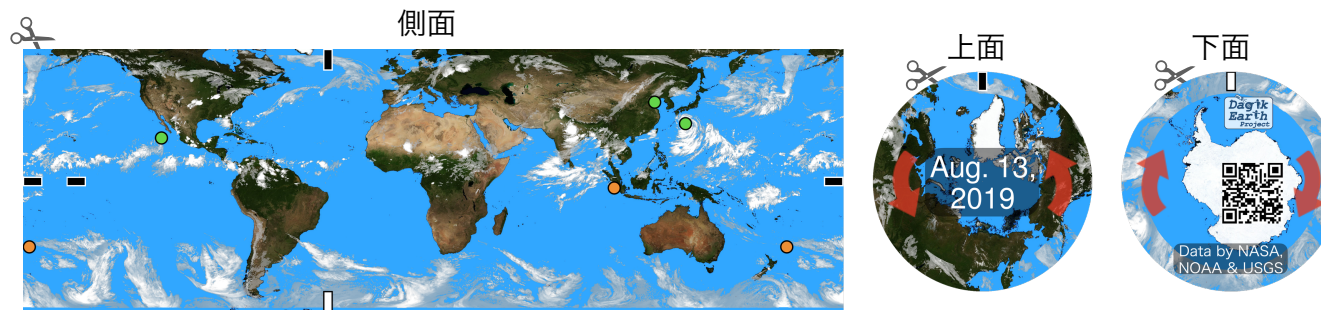 側面
上面
下面
Aug. 13,
2019
Dagik
Earth
Project
Data by NASA,
NOAA & USGS